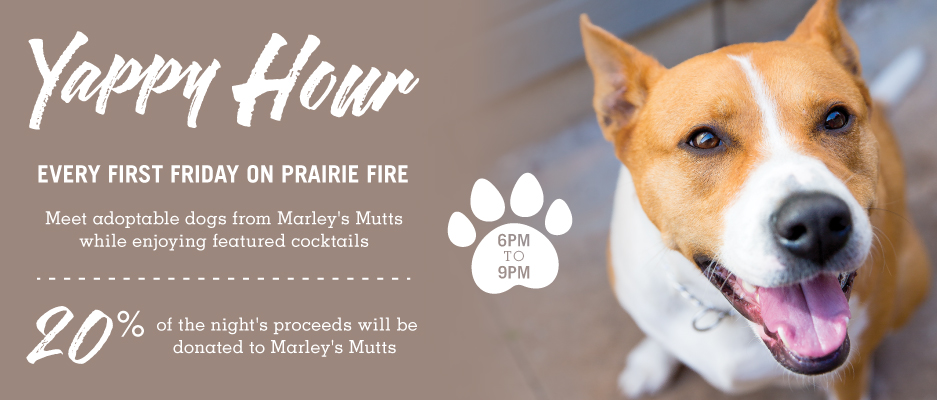 Yappy Hour
EVERY FIRST FRIDAY ON PRAIRIE FIRE
Meet adoptable dogs from Marley's Mutts
while enjoying featured cocktails
6PM
TO
9PM
20% of the night's proceeds will be
donated to Marley's Mutts